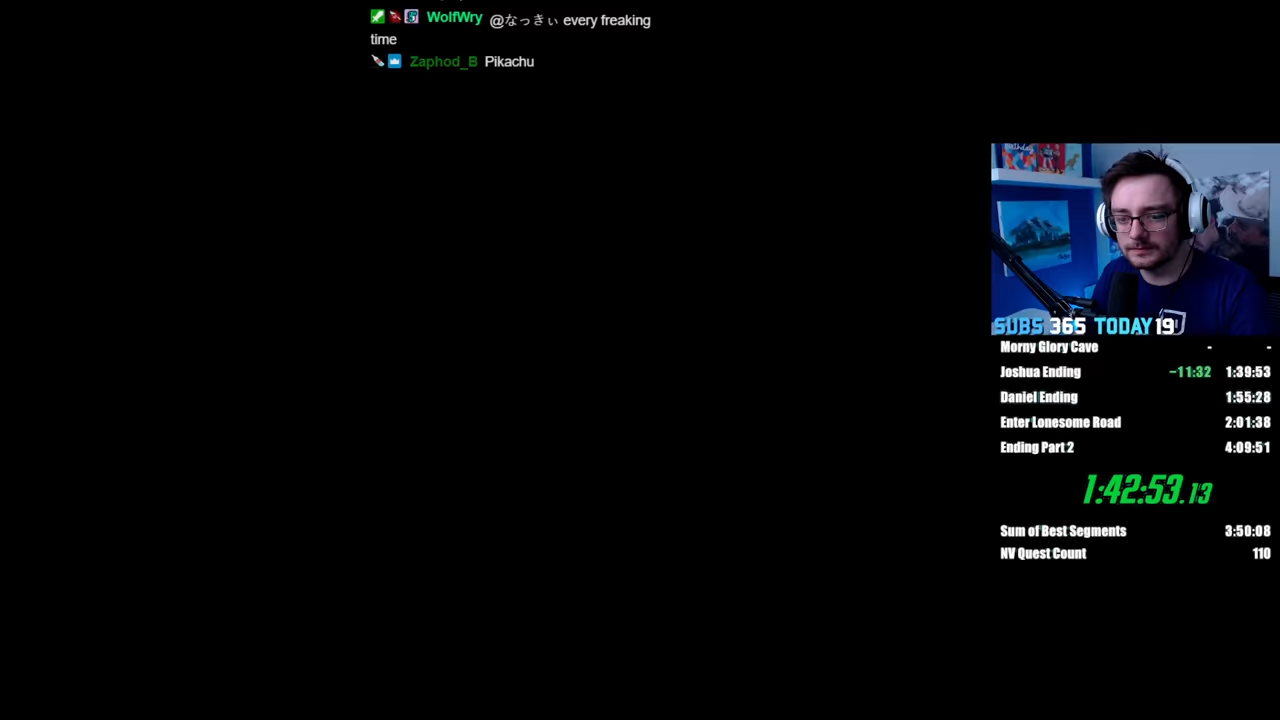 WolfWry @なっきぃ every freaking
time
Zaphod_B Pikachu
SUBS 365 TODAY 19
Morny Glory Cave - -
Joshua Ending -11:32 1:39:53
Daniel Ending 1:55:28
Enter Lonesome Road 2:01:38
Ending Part 2 4:09:51
1:42:53.13
Sum of Best Segments 3:50:08
NV Quest Count 110